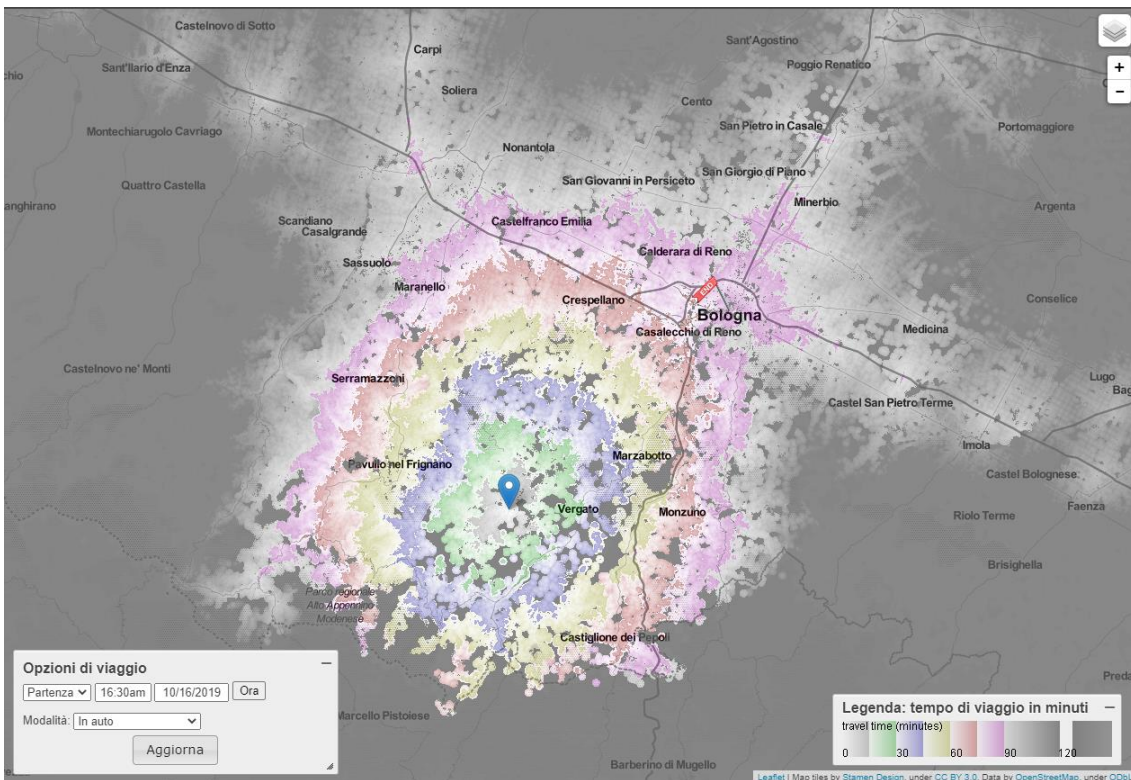 Castelnovo di Sotto
Carpi
Sant'Agostino
Poggio Renatico
Sant'Ilario d'Enza
Soliera
Cento
+
−
Montechiarugolo Cavriago
San Pietro in Casale
Portomaggiore
Nonantola
Quattro Castella
San Giovanni in Persiceto
San Giorgio di Piano
Minerbio
Argenta
Scandiano
Casalgrande
Castelfranco Emilia
Calderara di Reno
Sassuolo
Maranello
Crespellano
END
Bologna
Conselice
Casalecchio di Reno
Medicina
Castelnovo ne' Monti
Serramazzoni
Lugo
Castel San Pietro Terme
Imola
Pavullo nel Frignano
Marzabotto
Castel Bolognese
Vergato
Monzuno
Riolo Terme
Faenza
Brisighella
Parco regionale
Alto Appennino
Modenese
Castiglione dei Pepoli
Marcello Pistoiese
Barberino di Mugello
Opzioni di viaggio −
Partenza 16:30am 10/16/2019 Ora
Modalità: In auto
Aggiorna
Legenda: tempo di viaggio in minuti −
travel time (minutes)
0 30 60 90 120
Leaflet | Map tiles by Stamen Design, under CC BY 3.0. Data by OpenStreetMap, under ODbL